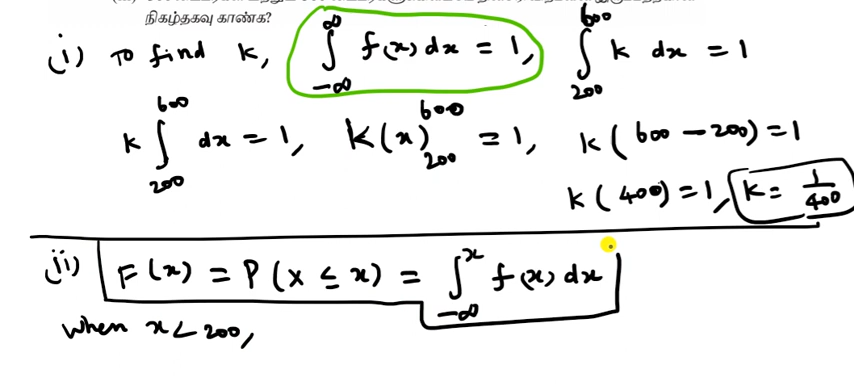 நிகழ்தகவு காண்க?
(i) To find k, ∫_{-∞}^{∞} f(x) dx = 1, ∫_{200}^{600} k dx = 1
k ∫_{200}^{600} dx = 1, k(x)_{200}^{600} = 1, k(600 - 200) = 1
k(400) = 1, k = 1/400
(ii) F(x) = P(X ≤ x) = ∫_{-∞}^{x} f(x) dx
when x < 200,